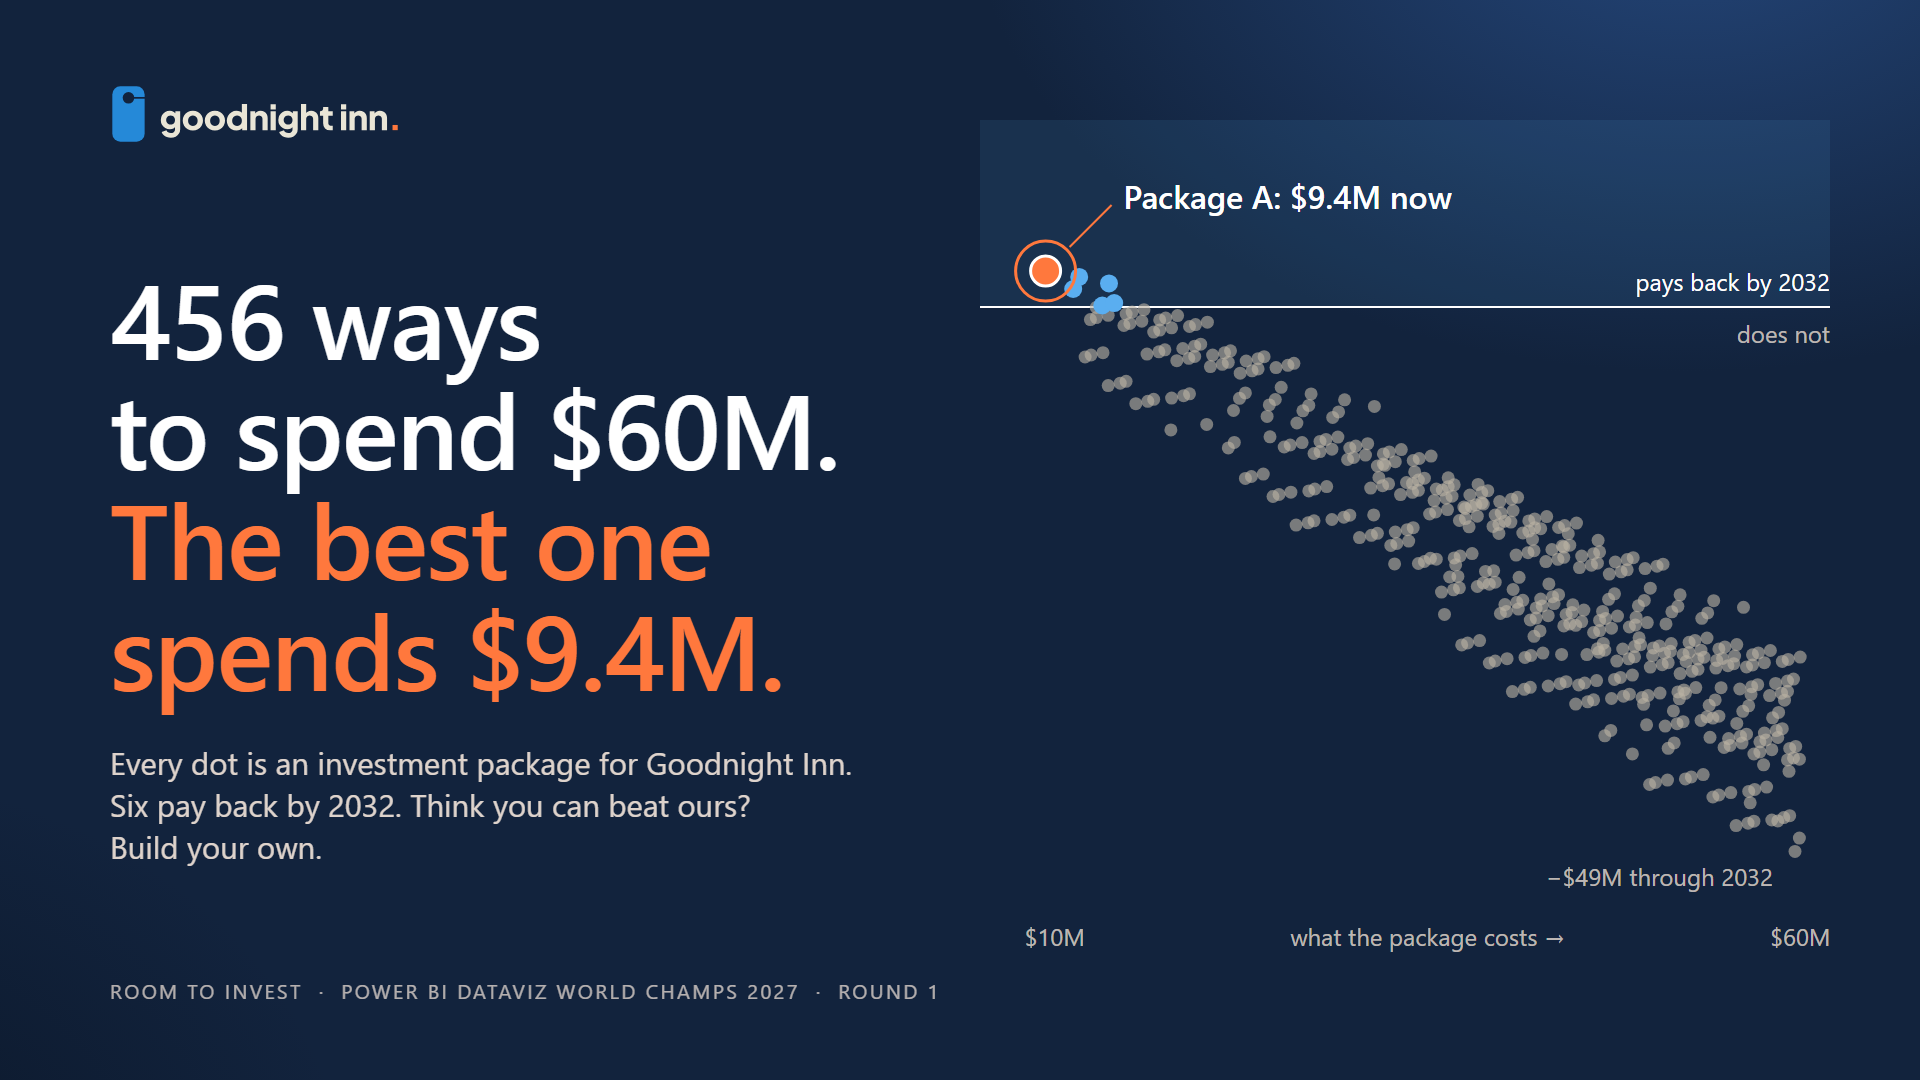 goodnight inn.
456 ways
to spend $60M.
The best one
spends $9.4M.
Every dot is an investment package for Goodnight Inn.
Six pay back by 2032. Think you can beat ours?
Build your own.
ROOM TO INVEST · POWER BI DATAVIZ WORLD CHAMPS 2027 · ROUND 1
Package A: $9.4M now
pays back by 2032
does not
−$49M through 2032
$10M what the package costs → $60M